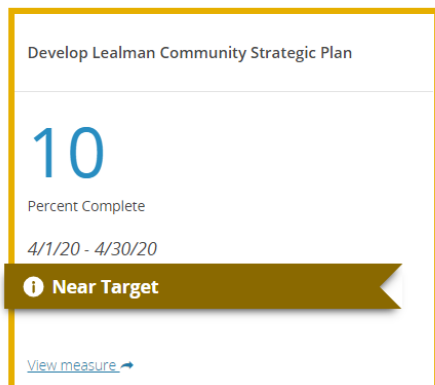 Develop Lealman Community Strategic Plan
10
Percent Complete
4/1/20 - 4/30/20
Near Target
View measure